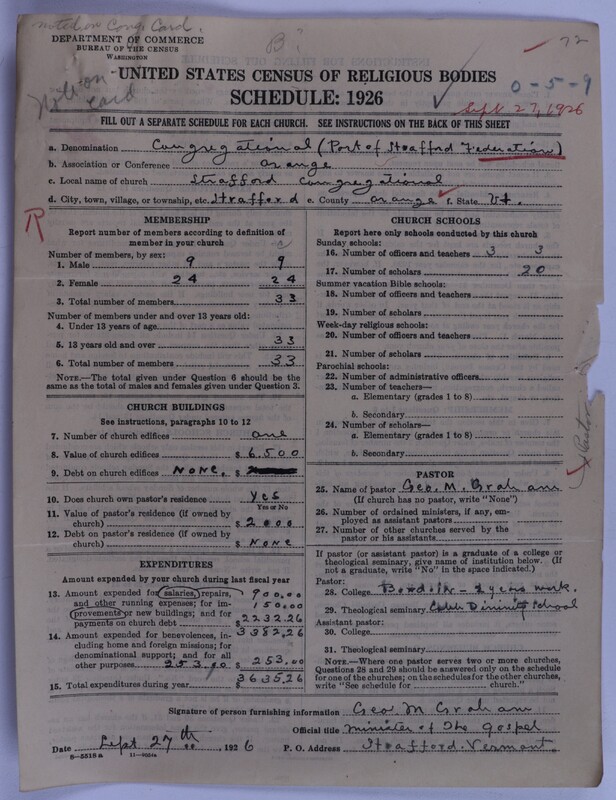 noted on Cong Card.
DEPARTMENT OF COMMERCE
BUREAU OF THE CENSUS
WASHINGTON
B?
72
UNITED STATES CENSUS OF RELIGIOUS BODIES
0-5-9
SCHEDULE: 1926
Sept 27, 1926
Not on Card
FILL OUT A SEPARATE SCHEDULE FOR EACH CHURCH. SEE INSTRUCTIONS ON THE BACK OF THIS SHEET
a. Denomination Congregational (Part of Strafford Federation)
b. Association or Conference Orange
c. Local name of church Strafford Congregational
d. City, town, village, or township, etc. Strafford e. County Orange f. State Vt.
R
MEMBERSHIP
Report number of members according to definition of member in your church
Number of members, by sex:
1. Male 9 9
2. Female 24 24
3. Total number of members 33
Number of members under and over 13 years old:
4. Under 13 years of age
5. 13 years old and over 33
6. Total number of members 33
NOTE.—The total given under Question 6 should be the same as the total of males and females given under Question 3.
CHURCH BUILDINGS
See instructions, paragraphs 10 to 12
7. Number of church edifices one
8. Value of church edifices $ 6,500
9. Debt on church edifices NONE. $
10. Does church own pastor's residence Yes
Yes or No
11. Value of pastor's residence (if owned by church) $ 2000
12. Debt on pastor's residence (if owned by church) $ NONE
EXPENDITURES
Amount expended by your church during last fiscal year
13. Amount expended for salaries, repairs, and other running expenses; for improvements or new buildings; and for payments on church debt
900.00
150.00
$ 2232.26
3382.26
14. Amount expended for benevolences, including home and foreign missions; for denominational support; and for all other purposes 253.00 $ 253.00
15. Total expenditures during year $ 3635.26
CHURCH SCHOOLS
Report here only schools conducted by this church
Sunday schools:
16. Number of officers and teachers 3 3
17. Number of scholars 20
Summer vacation Bible schools:
18. Number of officers and teachers
19. Number of scholars
Week-day religious schools:
20. Number of officers and teachers
21. Number of scholars
Parochial schools:
22. Number of administrative officers
23. Number of teachers—
a. Elementary (grades 1 to 8)
b. Secondary
24. Number of scholars—
a. Elementary (grades 1 to 8)
b. Secondary
Pastor
PASTOR
25. Name of pastor Geo. M. Graham
(If church has no pastor, write "None")
26. Number of ordained ministers, if any, employed as assistant pastors
27. Number of other churches served by the pastor or his assistants
If pastor (or assistant pastor) is a graduate of a college or theological seminary, give name of institution below. (If not a graduate, write "No" in the space indicated.)
Pastor:
28. College Bowdoin - 2 years work.
29. Theological seminary Divinity School
Assistant pastor:
30. College
31. Theological seminary
NOTE.—Where one pastor serves two or more churches, Questions 28 and 29 should be answered only on the schedule for one of the churches; on the schedules for the other churches, write "See schedule for church."
Signature of person furnishing information Geo. M Graham
Official title Minister of The Gospel
Date Sept. 27th, 1926 P. O. Address Strafford. Vermont
8—5518a 11—9024a